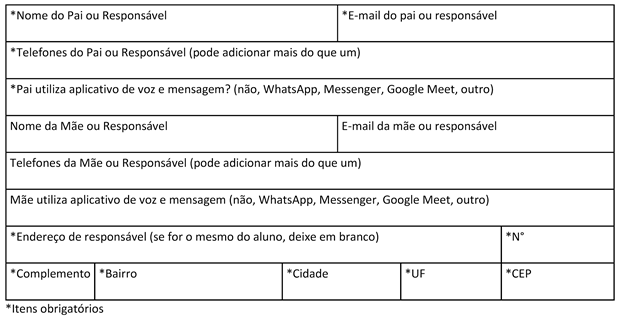 *Nome do Pai ou Responsável *E-mail do pai ou responsável
*Telefones do Pai ou Responsável (pode adicionar mais do que um)
*Pai utiliza aplicativo de voz e mensagem? (não, WhatsApp, Messenger, Google Meet, outro)
Nome da Mãe ou Responsável E-mail da mãe ou responsável
Telefones da Mãe ou Responsável (pode adicionar mais do que um)
Mãe utiliza aplicativo de voz e mensagem (não, WhatsApp, Messenger, Google Meet, outro)
*Endereço de responsável (se for o mesmo do aluno, deixe em branco) *N°
*Complemento *Bairro *Cidade *UF *CEP
*Itens obrigatórios